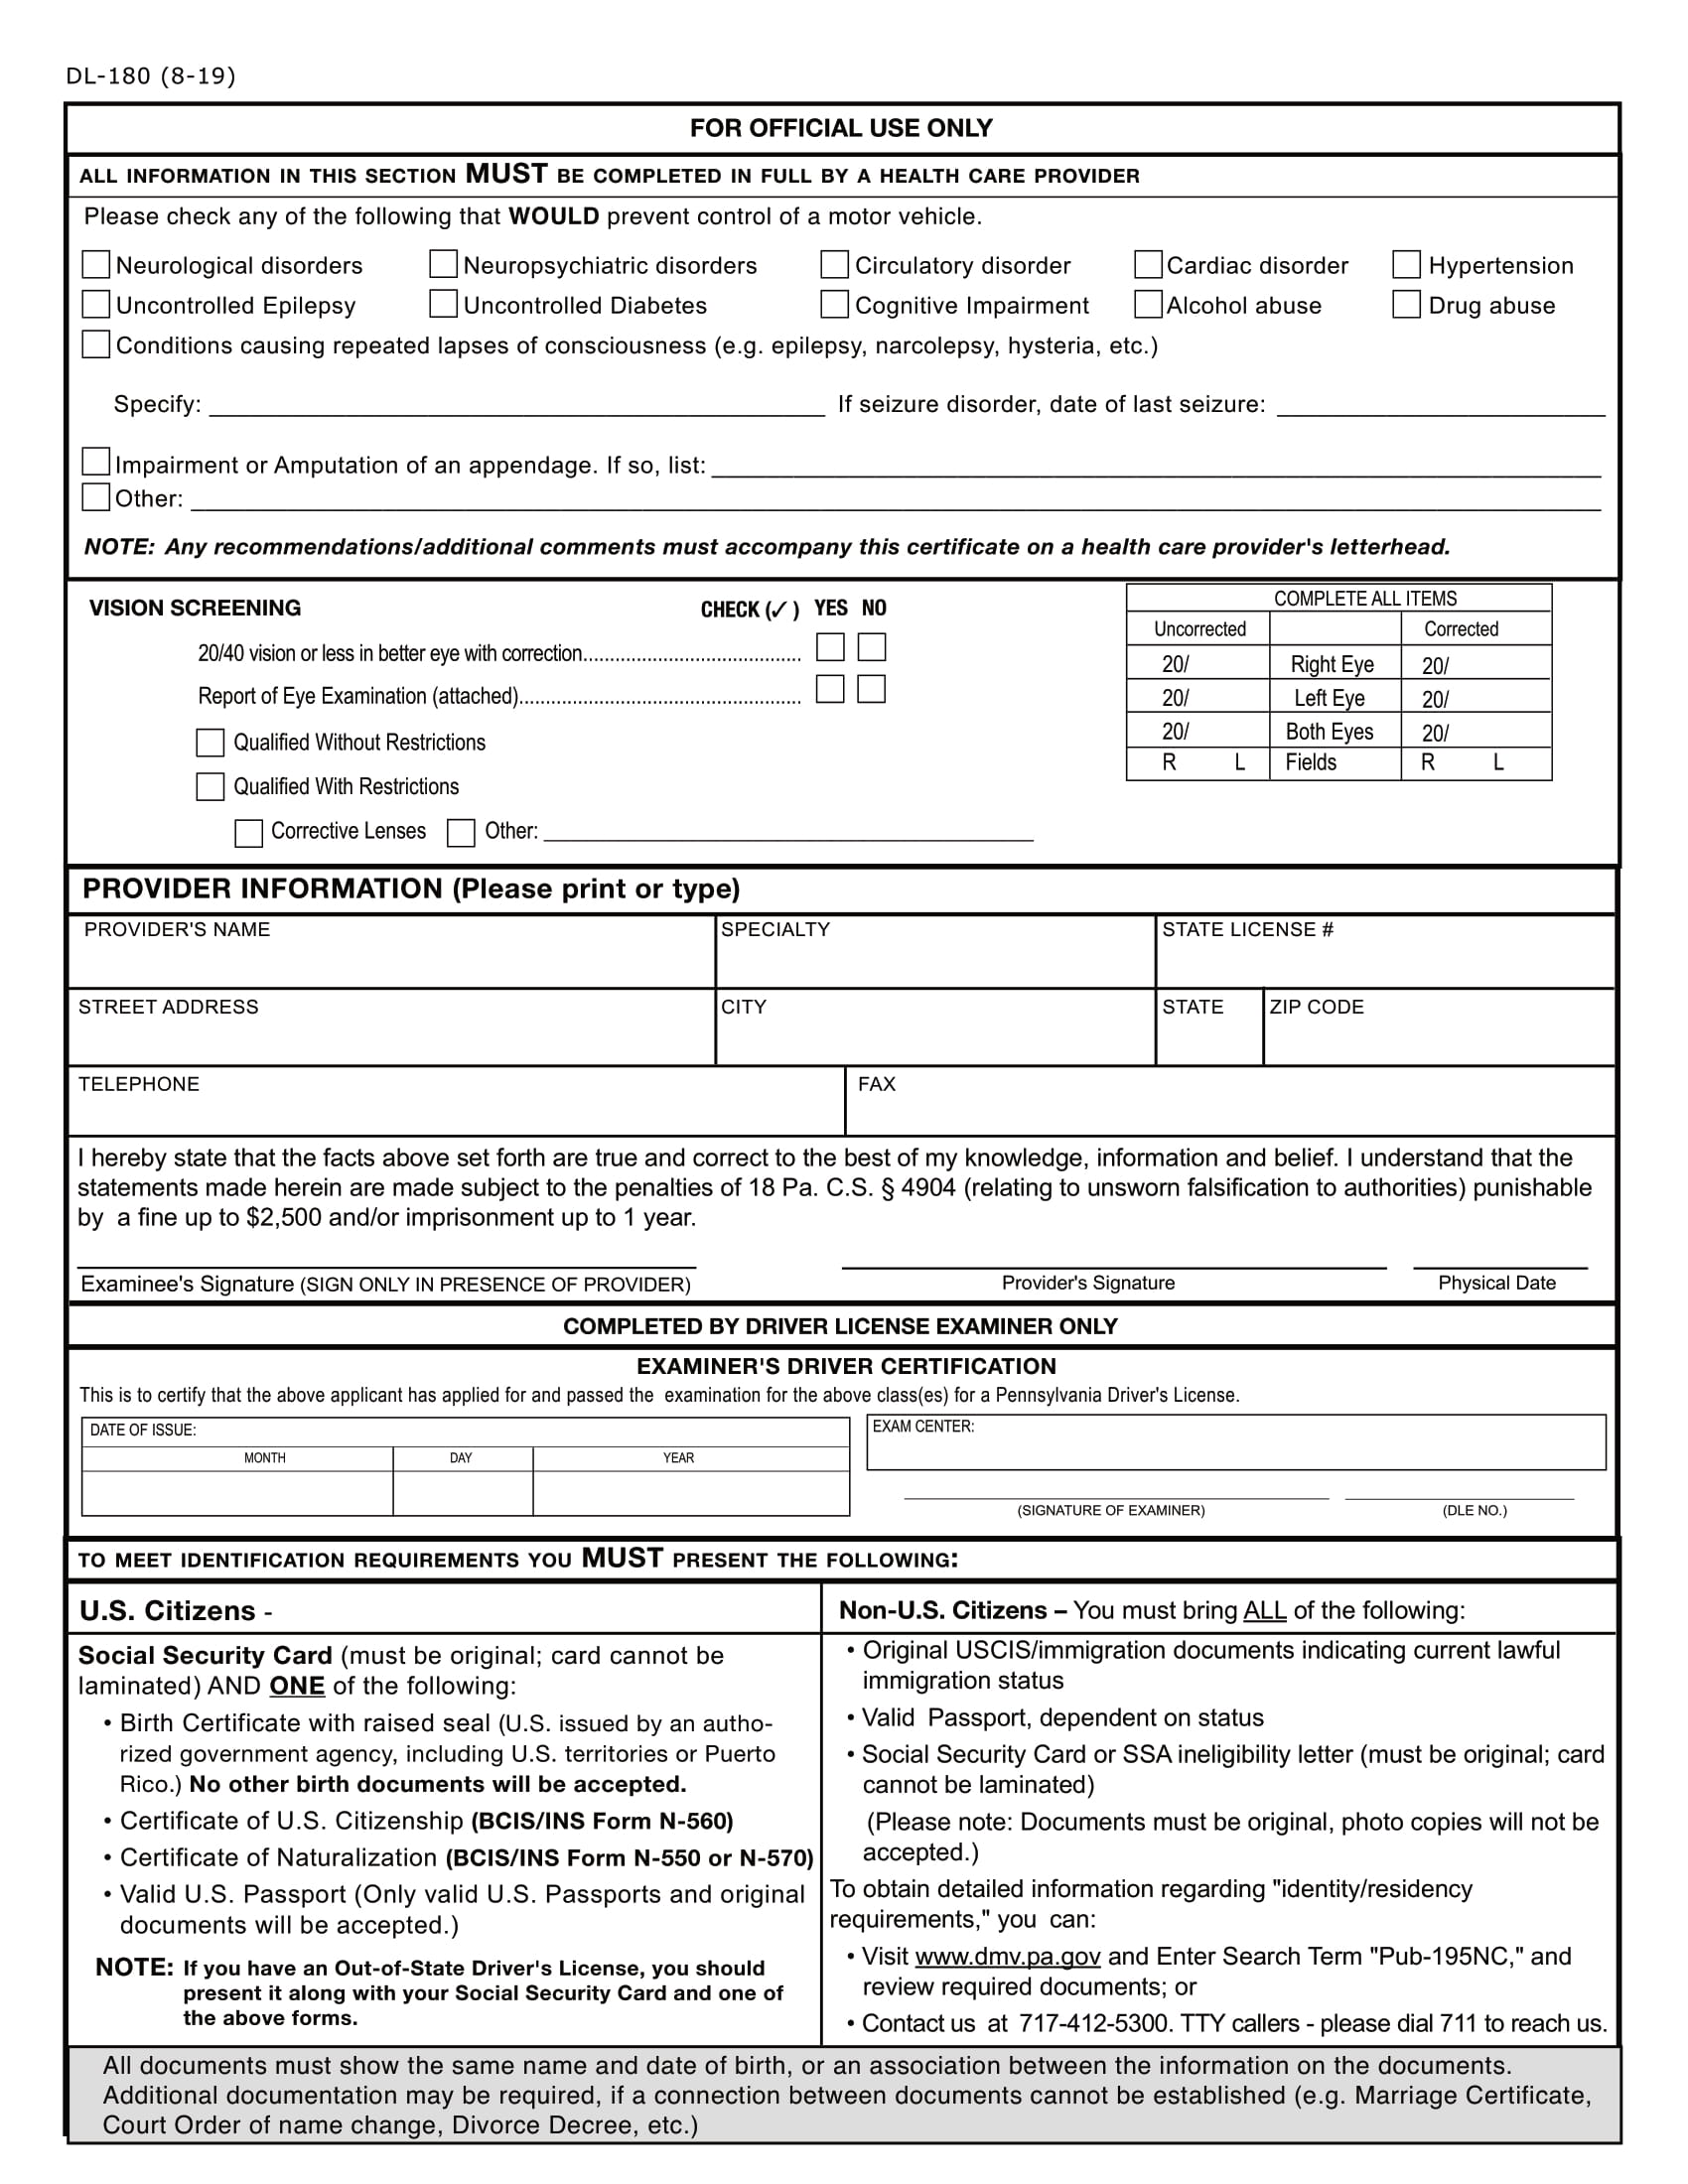 DL-180 (8-19)
FOR OFFICIAL USE ONLY
ALL INFORMATION IN THIS SECTION MUST BE COMPLETED IN FULL BY A HEALTH CARE PROVIDER
Please check any of the following that WOULD prevent control of a motor vehicle.
Neurological disorders Neuropsychiatric disorders Circulatory disorder Cardiac disorder Hypertension
Uncontrolled Epilepsy Uncontrolled Diabetes Cognitive Impairment Alcohol abuse Drug abuse
Conditions causing repeated lapses of consciousness (e.g. epilepsy, narcolepsy, hysteria, etc.)
Specify: If seizure disorder, date of last seizure:
Impairment or Amputation of an appendage. If so, list:
Other:
NOTE: Any recommendations/additional comments must accompany this certificate on a health care provider's letterhead.
VISION SCREENING CHECK (✓) YES NO
20/40 vision or less in better eye with correction.........................................
Report of Eye Examination (attached).....................................................
Qualified Without Restrictions
Qualified With Restrictions
Corrective Lenses Other:
COMPLETE ALL ITEMS
Uncorrected Corrected
20/ Right Eye 20/
20/ Left Eye 20/
20/ Both Eyes 20/
R L Fields R L
PROVIDER INFORMATION (Please print or type)
PROVIDER'S NAME SPECIALTY STATE LICENSE #
STREET ADDRESS CITY STATE ZIP CODE
TELEPHONE FAX
I hereby state that the facts above set forth are true and correct to the best of my knowledge, information and belief. I understand that the
statements made herein are made subject to the penalties of 18 Pa. C.S. § 4904 (relating to unsworn falsification to authorities) punishable
by a fine up to $2,500 and/or imprisonment up to 1 year.
Examinee's Signature (SIGN ONLY IN PRESENCE OF PROVIDER) Provider's Signature Physical Date
COMPLETED BY DRIVER LICENSE EXAMINER ONLY
EXAMINER'S DRIVER CERTIFICATION
This is to certify that the above applicant has applied for and passed the examination for the above class(es) for a Pennsylvania Driver's License.
DATE OF ISSUE:
MONTH DAY YEAR
EXAM CENTER:
(SIGNATURE OF EXAMINER) (DLE NO.)
TO MEET IDENTIFICATION REQUIREMENTS YOU MUST PRESENT THE FOLLOWING:
U.S. Citizens -
Social Security Card (must be original; card cannot be
laminated) AND ONE of the following:
• Birth Certificate with raised seal (U.S. issued by an autho-
rized government agency, including U.S. territories or Puerto
Rico.) No other birth documents will be accepted.
• Certificate of U.S. Citizenship (BCIS/INS Form N-560)
• Certificate of Naturalization (BCIS/INS Form N-550 or N-570)
• Valid U.S. Passport (Only valid U.S. Passports and original
documents will be accepted.)
NOTE: If you have an Out-of-State Driver's License, you should
present it along with your Social Security Card and one of
the above forms.
Non-U.S. Citizens – You must bring ALL of the following:
• Original USCIS/immigration documents indicating current lawful
immigration status
• Valid Passport, dependent on status
• Social Security Card or SSA ineligibility letter (must be original; card
cannot be laminated)
(Please note: Documents must be original, photo copies will not be
accepted.)
To obtain detailed information regarding "identity/residency
requirements," you can:
• Visit www.dmv.pa.gov and Enter Search Term "Pub-195NC," and
review required documents; or
• Contact us at 717-412-5300. TTY callers - please dial 711 to reach us.
All documents must show the same name and date of birth, or an association between the information on the documents.
Additional documentation may be required, if a connection between documents cannot be established (e.g. Marriage Certificate,
Court Order of name change, Divorce Decree, etc.)